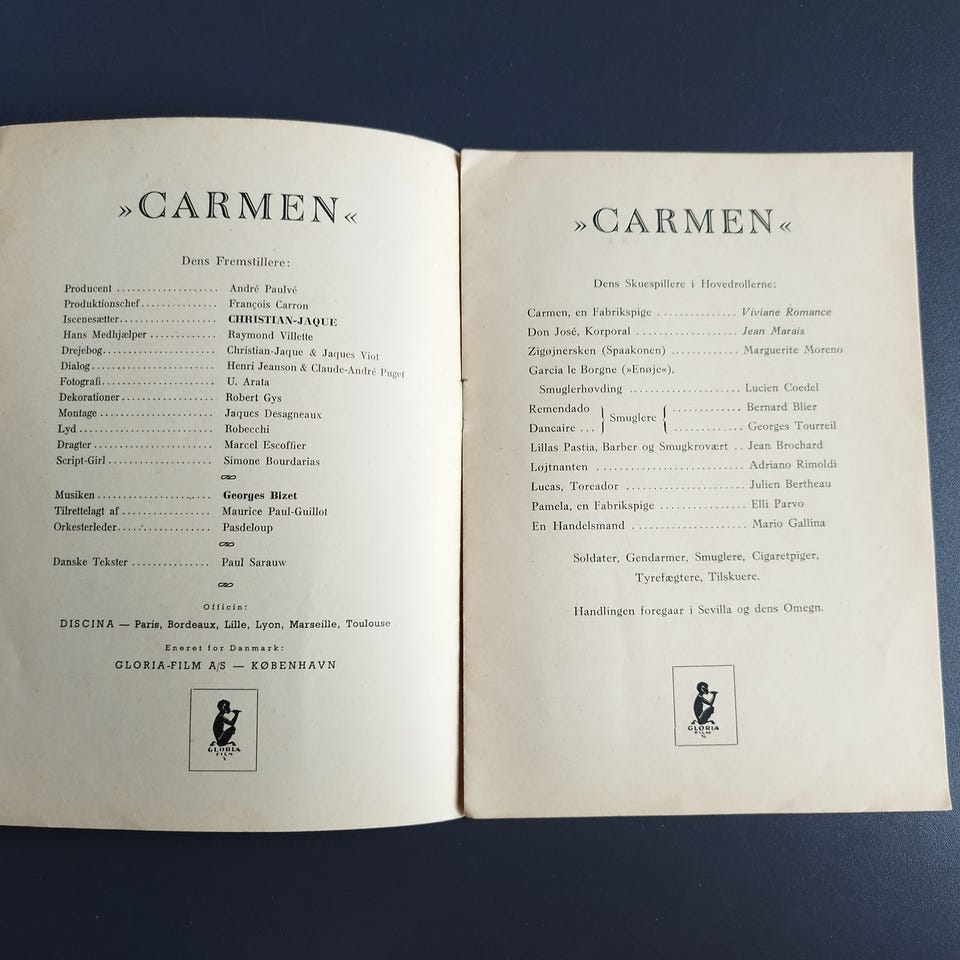 »CARMEN«
Dens Fremstillere:
Producent .................... André Paulvé
Produktionschef............... François Carron
Iscenesætter.................. CHRISTIAN-JAQUE
Hans Medhjælper .............. Raymond Villette
Drejebog...................... Christian-Jaque & Jaques Viot
Dialog........................ Henri Jeanson & Claude-André Puget
Fotografi..................... U. Arata
Dekorationer.................. Robert Gys
Montage ...................... Jaques Desagneaux
Lyd........................... Robecchi
Dragter ...................... Marcel Escoffier
Script-Girl .................. Simone Bourdarias
Musiken ...................... Georges Bizet
Tilrettelagt af .............. Maurice Paul-Guillot
Orkesterleder................. Pasdeloup
Danske Tekster ............... Paul Sarauw
Officin:
DISCINA — Paris, Bordeaux, Lille, Lyon, Marseille, Toulouse
Eneret for Danmark:
GLORIA-FILM A/S — KØBENHAVN
GLORIA
FILM
»CARMEN«
Dens Skuespillere i Hovedrollerne:
Carmen, en Fabrikspige ............ Viviane Romance
Don José, Korporal ................ Jean Marais
Zigøjnersken (Spaakonen) .......... Marguerite Moreno
Garcia le Borgne (»Enøje«),
Smuglerhøvding .................. Lucien Coedel
Remendado } Smuglere { ........... Bernard Blier
Dancaire ... } Smuglere { ........... Georges Tourreil
Lillas Pastia, Barber og Smugkrovært .. Jean Brochard
Løjtnanten ........................ Adriano Rimoldi
Lucas, Toreador ................... Julien Bertheau
Pamela, en Fabrikspige ............ Elli Parvo
En Handelsmand .................... Mario Gallina
Soldater, Gendarmer, Smuglere, Cigaretpiger,
Tyrefægtere, Tilskuere.
Handlingen foregaar i Sevilla og dens Omegn.
GLORIA
FILM